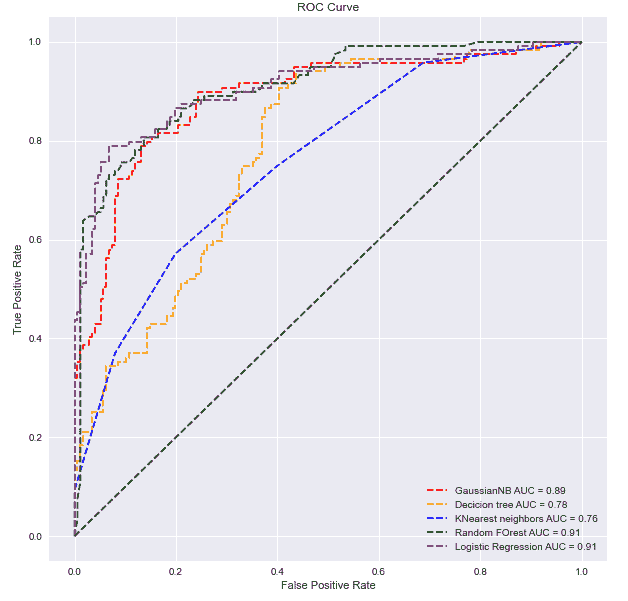 ROC Curve
1.0
0.8
0.6
0.4
0.2
0.0
True Positive Rate
GaussianNB AUC = 0.89
Decicion tree AUC = 0.78
KNearest neighbors AUC = 0.76
Random FOrest AUC = 0.91
Logistic Regression AUC = 0.91
0.0 0.2 0.4 0.6 0.8 1.0
False Positive Rate